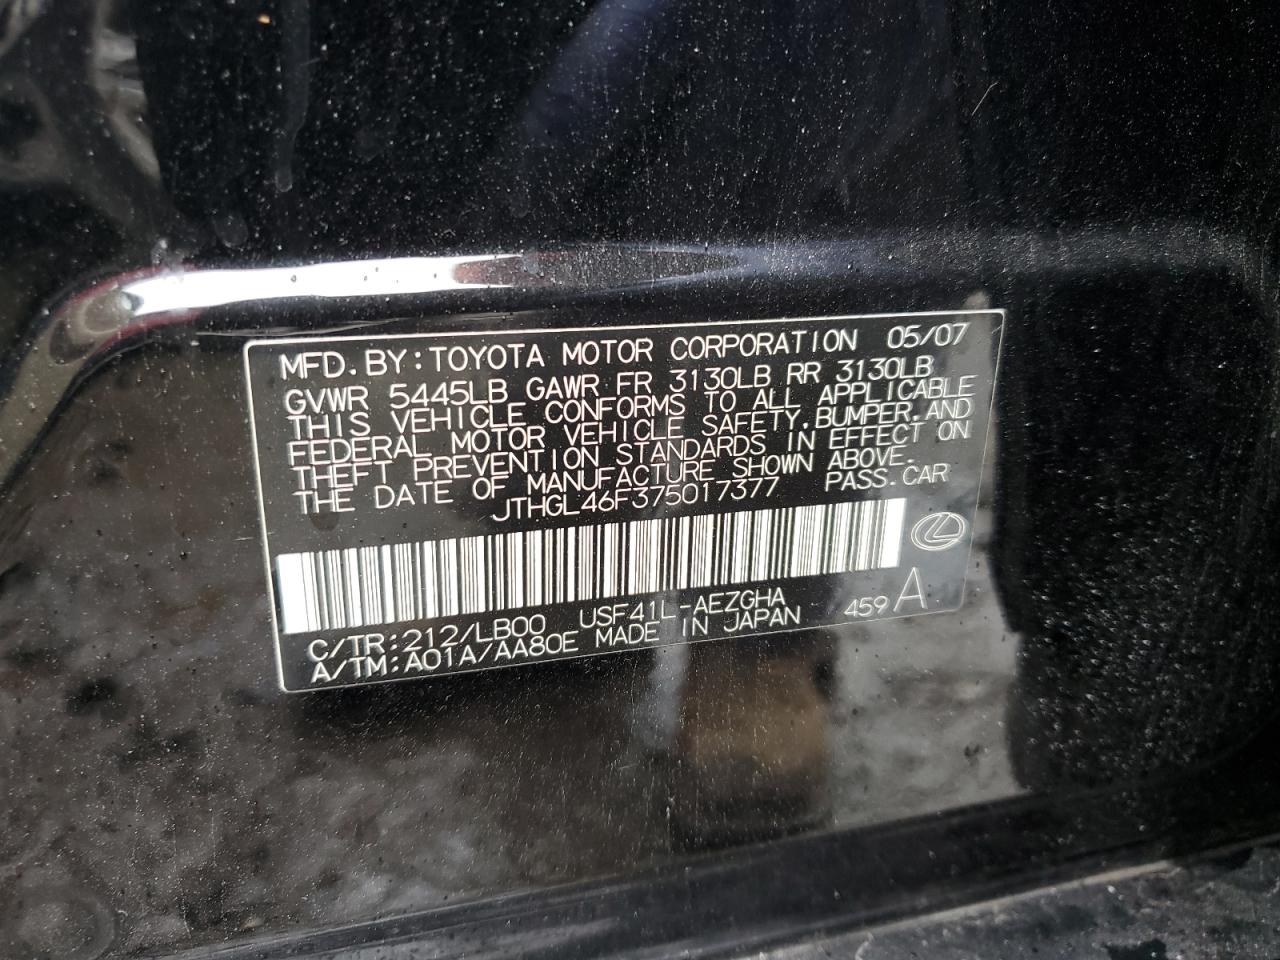 MFD. BY: TOYOTA MOTOR CORPORATION 05/07
GVWR 5445LB GAWR FR 3130LB RR 3130LB
THIS VEHICLE CONFORMS TO ALL APPLICABLE
FEDERAL MOTOR VEHICLE SAFETY, BUMPER, AND
THEFT PREVENTION STANDARDS IN EFFECT ON
THE DATE OF MANUFACTURE SHOWN ABOVE.
JTHGL46F375017377 PASS. CAR
C/TR: 212/LB00 USF41L-AEZGHA 459 A
A/TM: A01A/AA80E MADE IN JAPAN